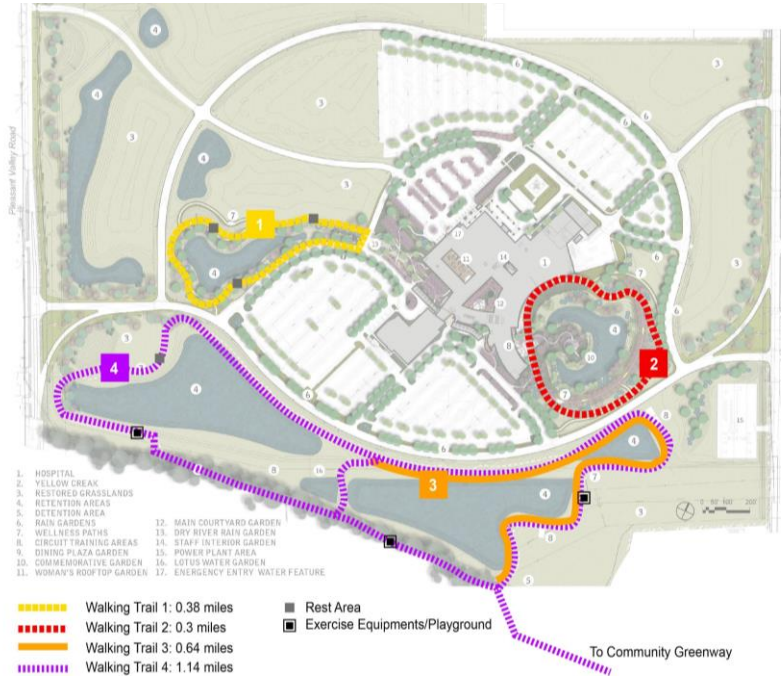 Pleasant Valley Road
1
2
3
4
0 50 100 200
1. HOSPITAL
2. YELLOW CREAK
3. RESTORED GRASSLANDS
4. RETENTION AREAS
5. DETENTION AREA
6. RAIN GARDENS
7. WELLNESS PATHS
8. CIRCUIT TRAINING AREAS
9. DINING PLAZA GARDEN
10. COMMEMORATIVE GARDEN
11. WOMAN'S ROOFTOP GARDEN
12. MAIN COURTYARD GARDEN
13. DRY RIVER RAIN GARDEN
14. STAFF INTERIOR GARDEN
15. POWER PLANT AREA
16. LOTUS WATER GARDEN
17. ENERGENCY ENTRY WATER FEATURE
Walking Trail 1: 0.38 miles
Walking Trail 2: 0.3 miles
Walking Trail 3: 0.64 miles
Walking Trail 4: 1.14 miles
Rest Area
Exercise Equipments/Playground
To Community Greenway